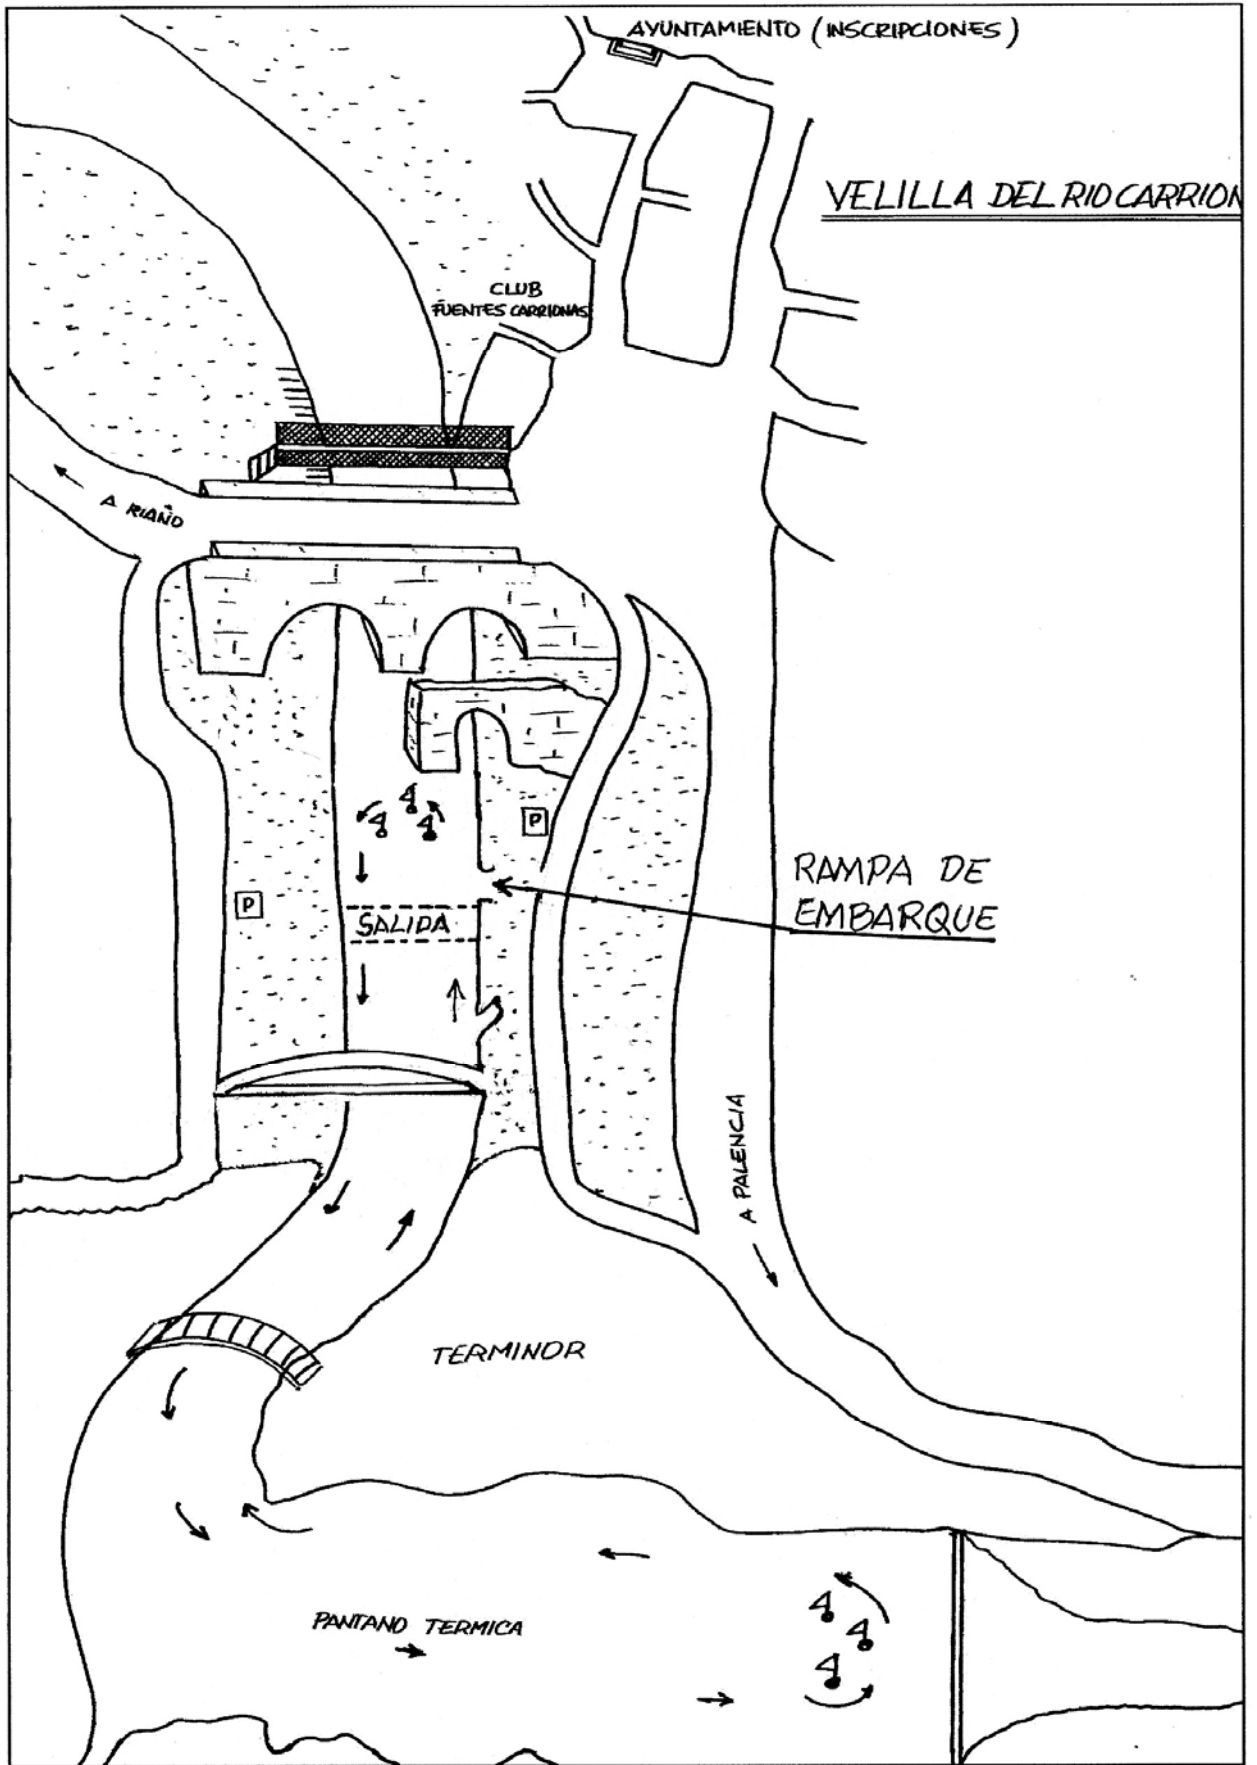 AYUNTAMIENTO (INSCRIPCIONES)
VELILLA DEL RIO CARRION
CLUB
FUENTES CARRIONAS
A RIAÑO
P
RAMPA DE
EMBARQUE
P
SALIDA
A PALENCIA
TERMINOR
PANTANO TERMICA